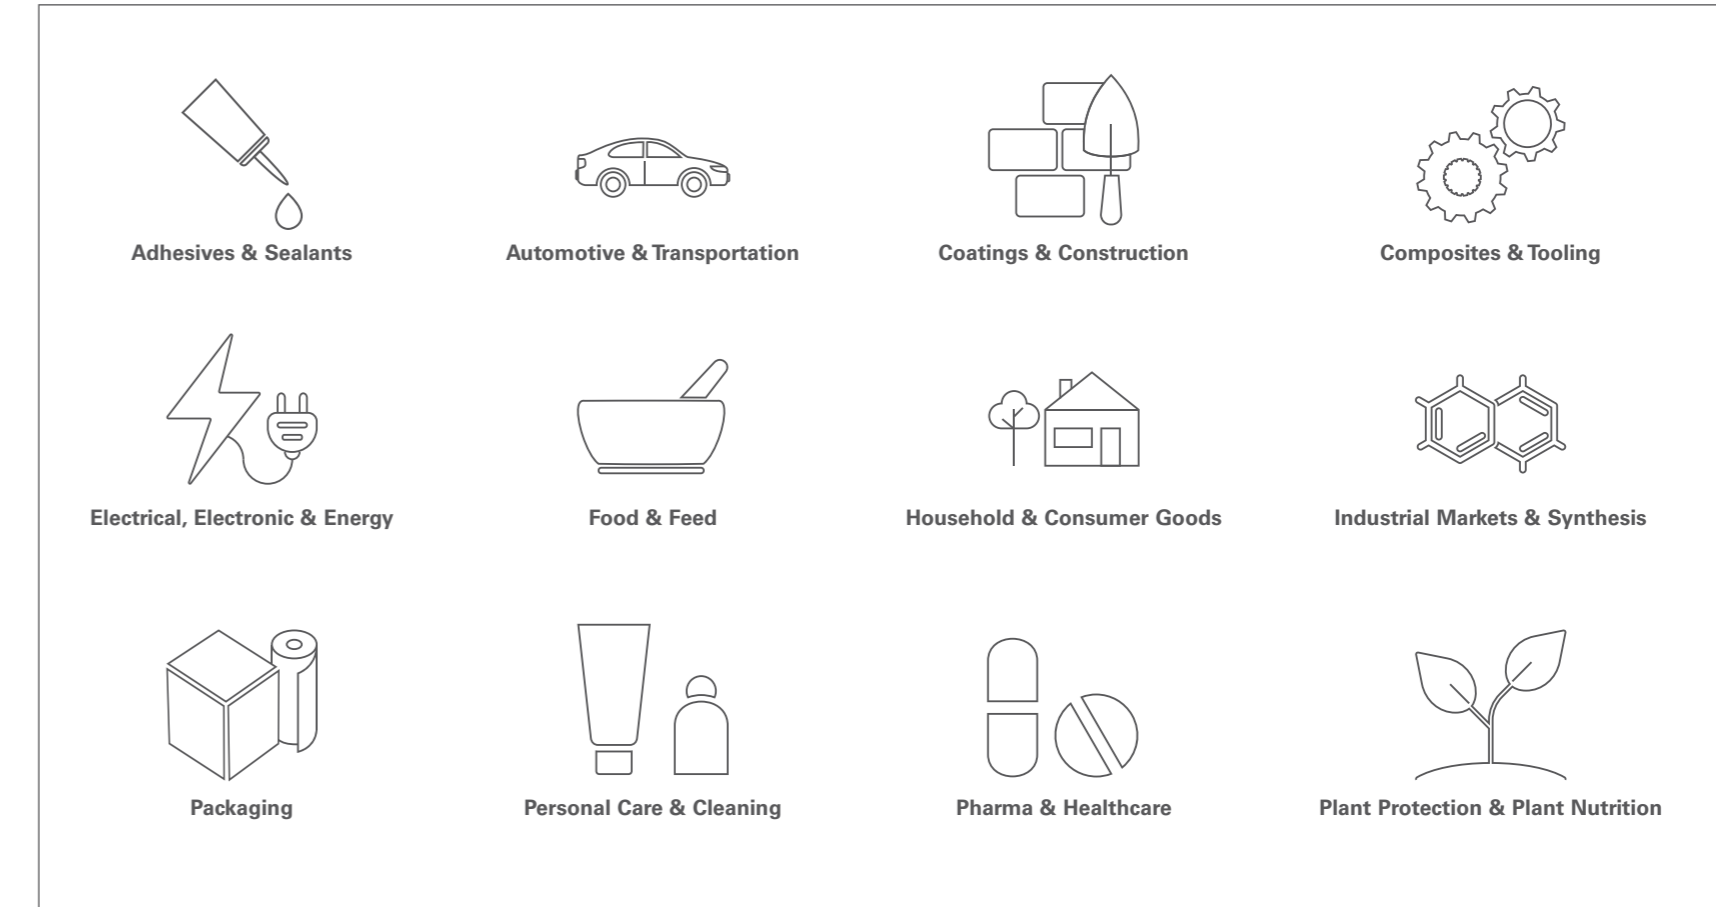 Adhesives & Sealants
Automotive & Transportation
Coatings & Construction
Composites & Tooling
Electrical, Electronic & Energy
Food & Feed
Household & Consumer Goods
Industrial Markets & Synthesis
Packaging
Personal Care & Cleaning
Pharma & Healthcare
Plant Protection & Plant Nutrition